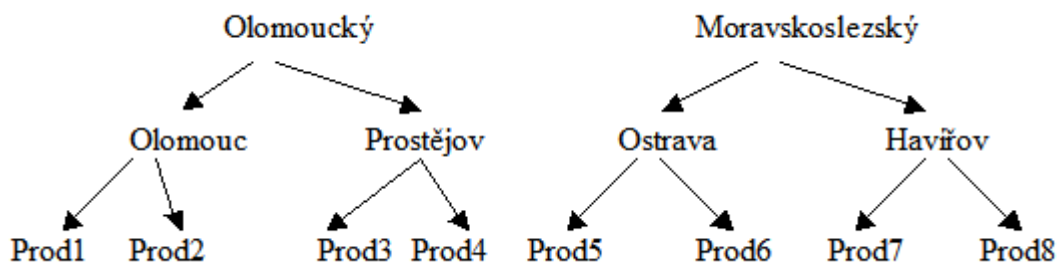 Olomoucký Moravskoslezský
Olomouc Prostějov Ostrava Havířov
Prod1 Prod2 Prod3 Prod4 Prod5 Prod6 Prod7 Prod8